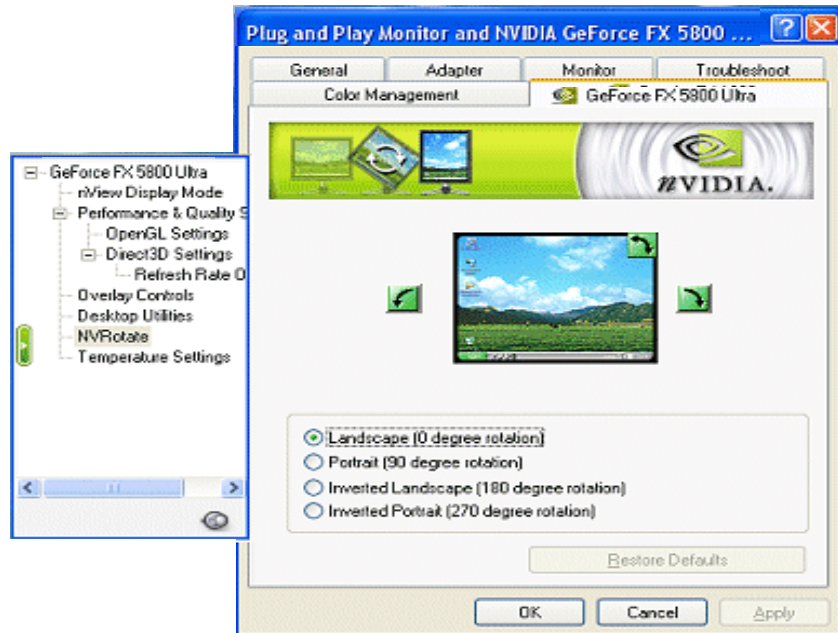 Plug and Play Monitor and NVIDIA GeForce FX 5800 ...
General Adapter Monitor Troubleshoot
Color Management GeForce FX 5800 Ultra
nVIDIA.
GeForce FX 5800 Ultra
nView Display Mode
Performance & Quality S
OpenGL Settings
Direct3D Settings
Refresh Rate O
Overlay Controls
Desktop Utilities
NVRotate
Temperature Settings
Landscape (0 degree rotation)
Portrait (90 degree rotation)
Inverted Landscape (180 degree rotation)
Inverted Portrait (270 degree rotation)
Restore Defaults
OK Cancel Apply